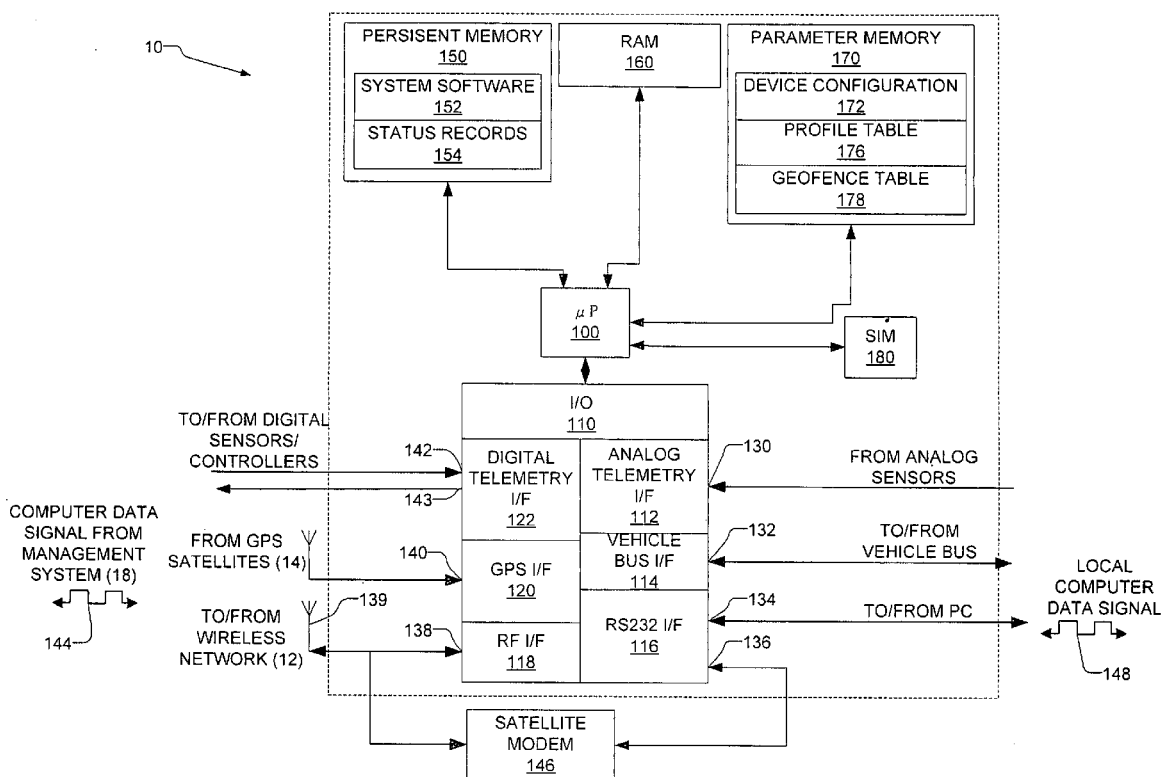 10
PERSISENT MEMORY
150
SYSTEM SOFTWARE
152
STATUS RECORDS
154
RAM
160
PARAMETER MEMORY
170
DEVICE CONFIGURATION
172
PROFILE TABLE
176
GEOFENCE TABLE
178
μP
100
SIM
180
I/O
110
DIGITAL
TELEMETRY
I/F
122
ANALOG
TELEMETRY
I/F
112
VEHICLE
BUS I/F
114
GPS I/F
120
RS232 I/F
116
RF I/F
118
TO/FROM DIGITAL
SENSORS/
CONTROLLERS
142
143
COMPUTER DATA
SIGNAL FROM
MANAGEMENT
SYSTEM (18)
144
FROM GPS
SATELLITES (14)
140
139
TO/FROM
WIRELESS
NETWORK (12)
138
130
FROM ANALOG
SENSORS
132
TO/FROM
VEHICLE BUS
134
TO/FROM PC
136
LOCAL
COMPUTER
DATA SIGNAL
148
SATELLITE
MODEM
146